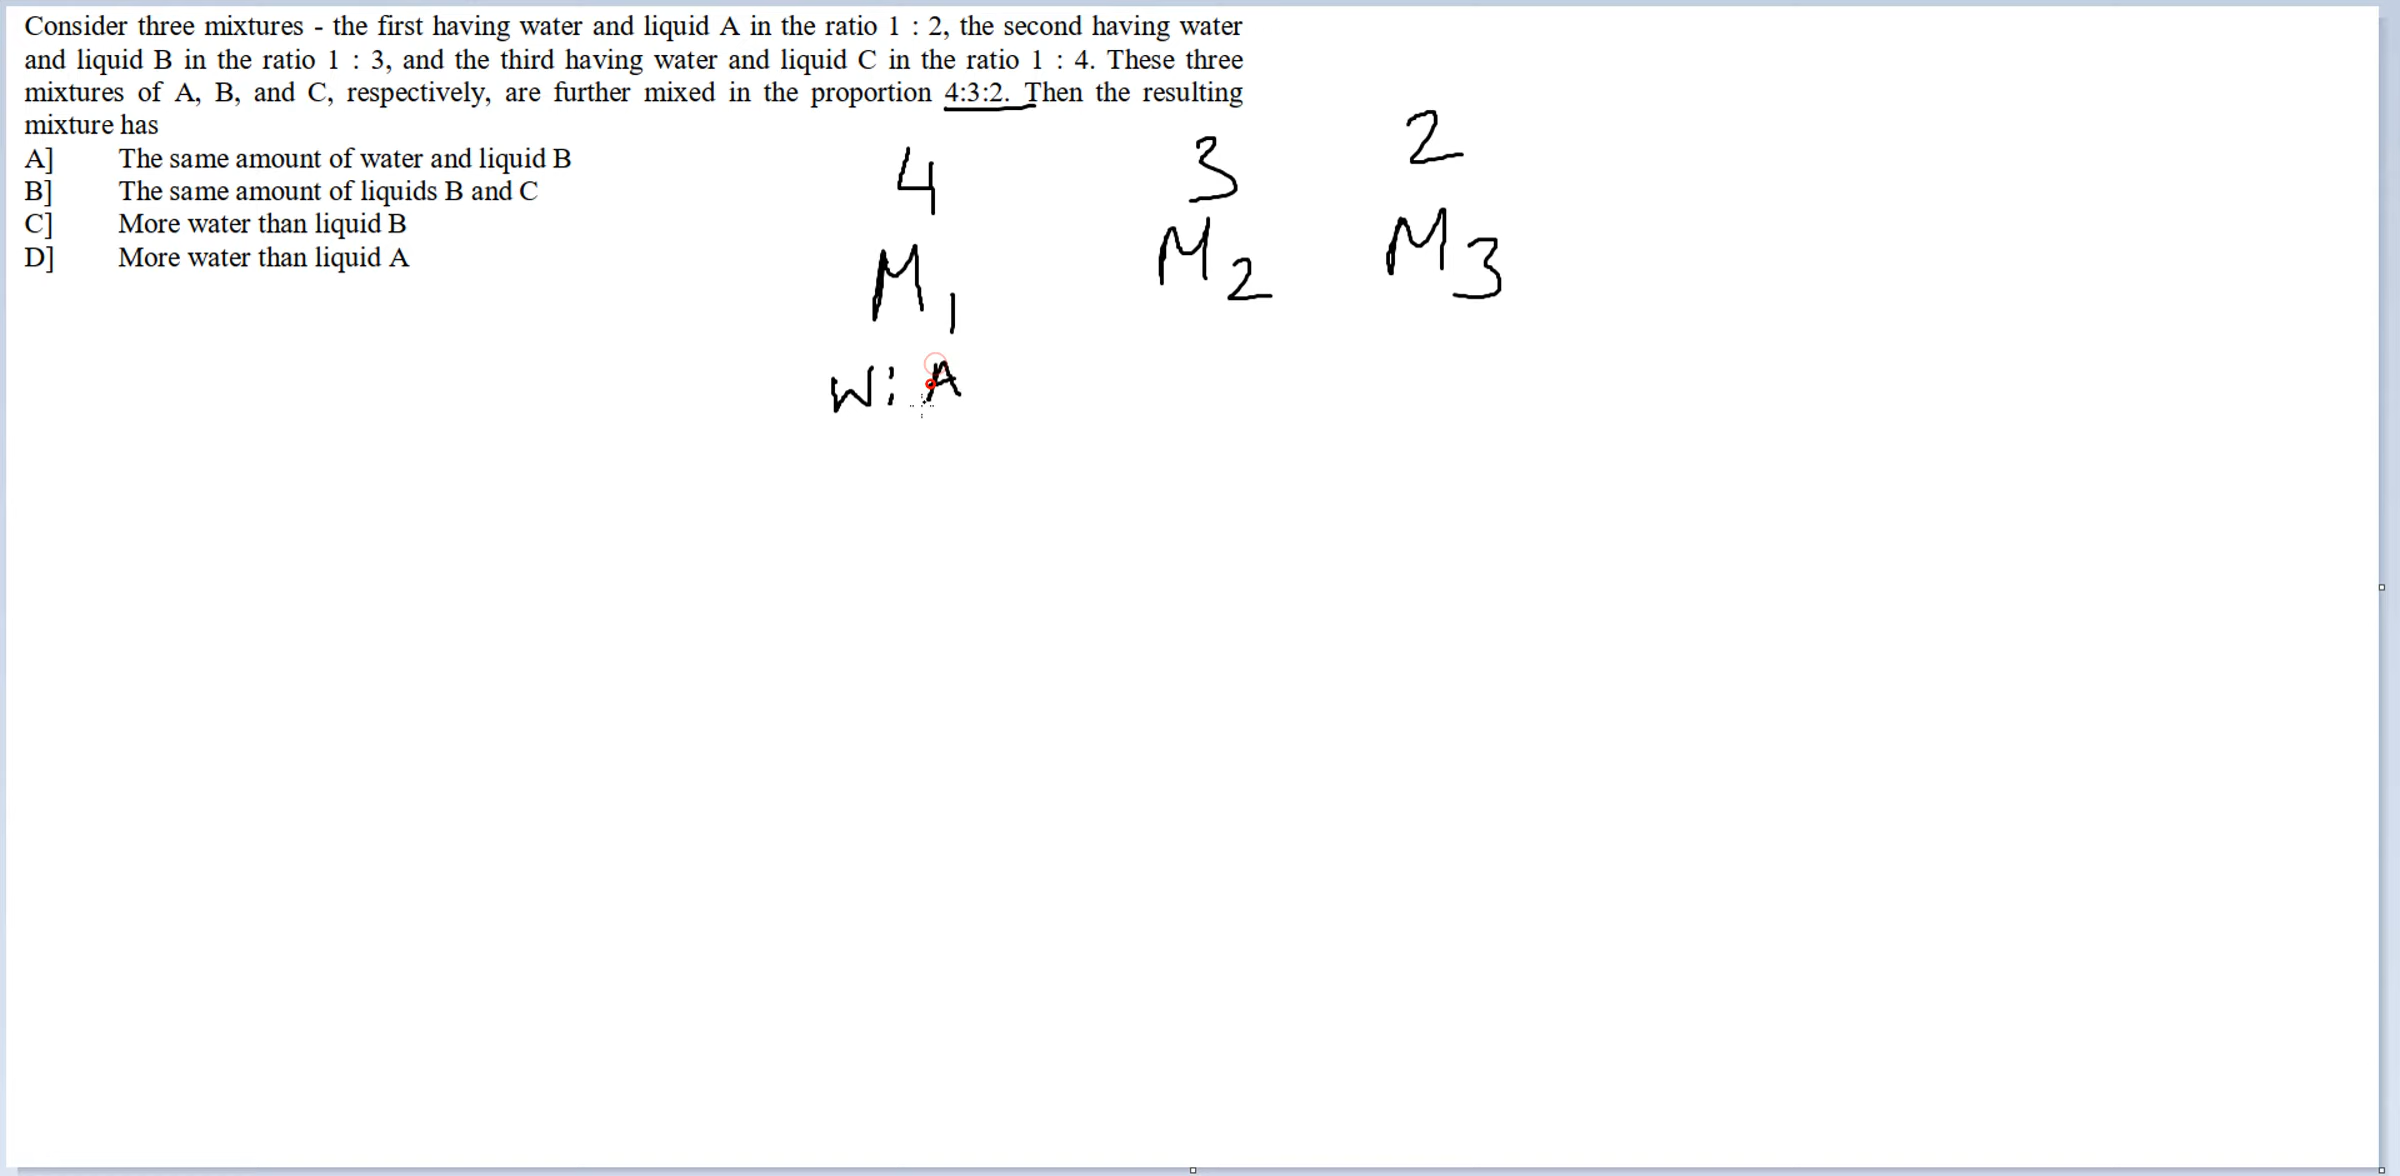 Consider three mixtures - the first having water and liquid A in the ratio 1 : 2, the second having water
and liquid B in the ratio 1 : 3, and the third having water and liquid C in the ratio 1 : 4. These three
mixtures of A, B, and C, respectively, are further mixed in the proportion 4:3:2. Then the resulting
mixture has
A] The same amount of water and liquid B
B] The same amount of liquids B and C
C] More water than liquid B
D] More water than liquid A
4 3 2
M1 M2 M3
W : A